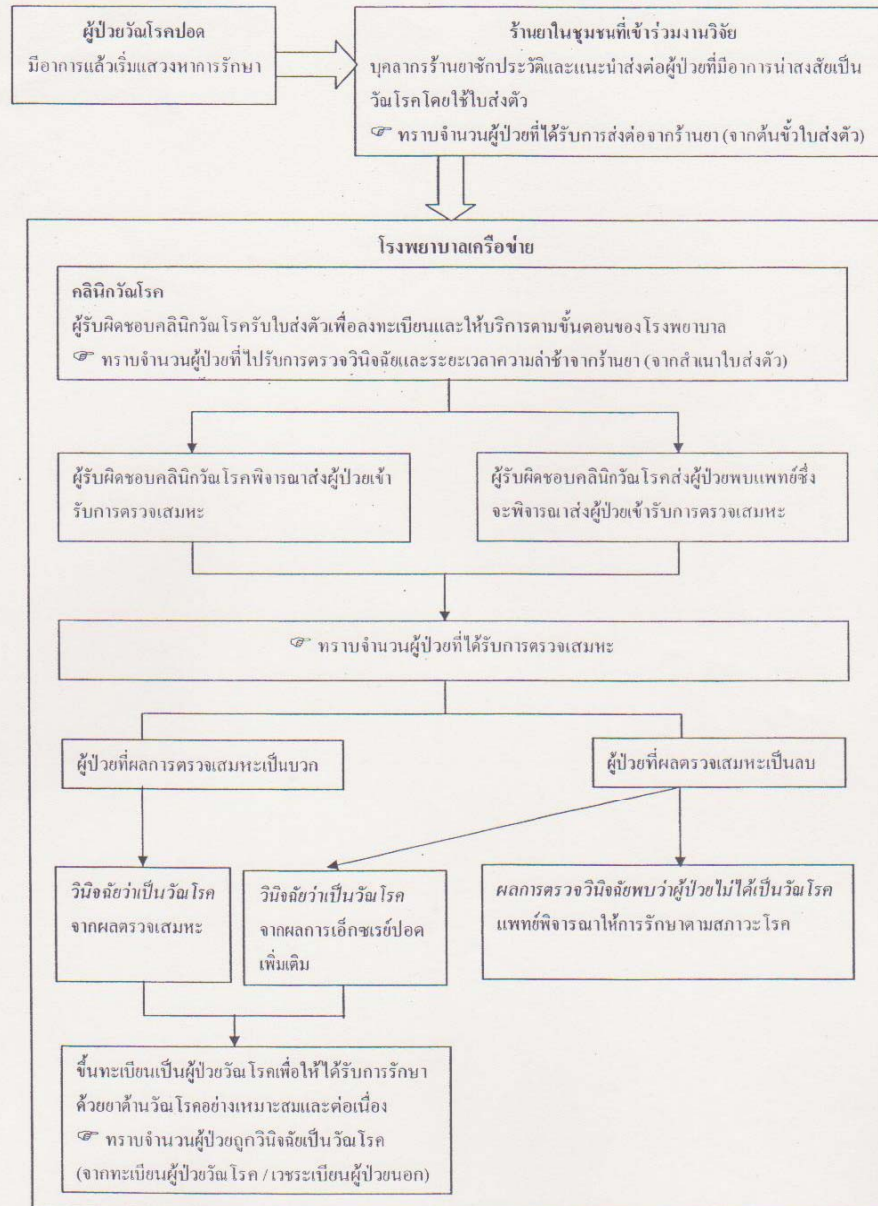 ผู้ป่วยวัณโรคปอด
มีอาการแล้วเริ่มแสวงหาการรักษา
ร้านยาในชุมชนที่เข้าร่วมงานวิจัย
บุคลากรร้านยาซักประวัติและแนะนำส่งต่อผู้ป่วยที่มีอาการน่าสงสัยเป็น
วัณโรคโดยใช้ใบส่งตัว
☞ ทราบจำนวนผู้ป่วยที่ได้รับการส่งต่อจากร้านยา (จากต้นขั้วใบส่งตัว)
โรงพยาบาลเครือข่าย
คลินิกวัณโรค
ผู้รับผิดชอบคลินิกวัณโรครับใบส่งตัวเพื่อลงทะเบียนและให้บริการตามขั้นตอนของโรงพยาบาล
☞ ทราบจำนวนผู้ป่วยที่ไปรับการตรวจวินิจฉัยและระยะเวลาความล่าช้าจากร้านยา (จากสำเนาใบส่งตัว)
ผู้รับผิดชอบคลินิกวัณโรคพิจารณาส่งผู้ป่วยเข้า
รับการตรวจเสมหะ
ผู้รับผิดชอบคลินิกวัณโรคส่งผู้ป่วยพบแพทย์ซึ่ง
จะพิจารณาส่งผู้ป่วยเข้ารับการตรวจเสมหะ
☞ ทราบจำนวนผู้ป่วยที่ได้รับการตรวจเสมหะ
ผู้ป่วยที่ผลการตรวจเสมหะเป็นบวก
ผู้ป่วยที่ผลตรวจเสมหะเป็นลบ
วินิจฉัยว่าเป็นวัณโรค
จากผลตรวจเสมหะ
วินิจฉัยว่าเป็นวัณโรค
จากผลการเอ็กซเรย์ปอด
เพิ่มเติม
ผลการตรวจวินิจฉัยพบว่าผู้ป่วยไม่ได้เป็นวัณโรค
แพทย์พิจารณาให้การรักษาตามสภาวะโรค
ขึ้นทะเบียนเป็นผู้ป่วยวัณโรคเพื่อให้ได้รับการรักษา
ด้วยยาต้านวัณโรคอย่างเหมาะสมและต่อเนื่อง
☞ ทราบจำนวนผู้ป่วยถูกวินิจฉัยเป็นวัณโรค
(จากทะเบียนผู้ป่วยวัณโรค / เวชระเบียนผู้ป่วยนอก)